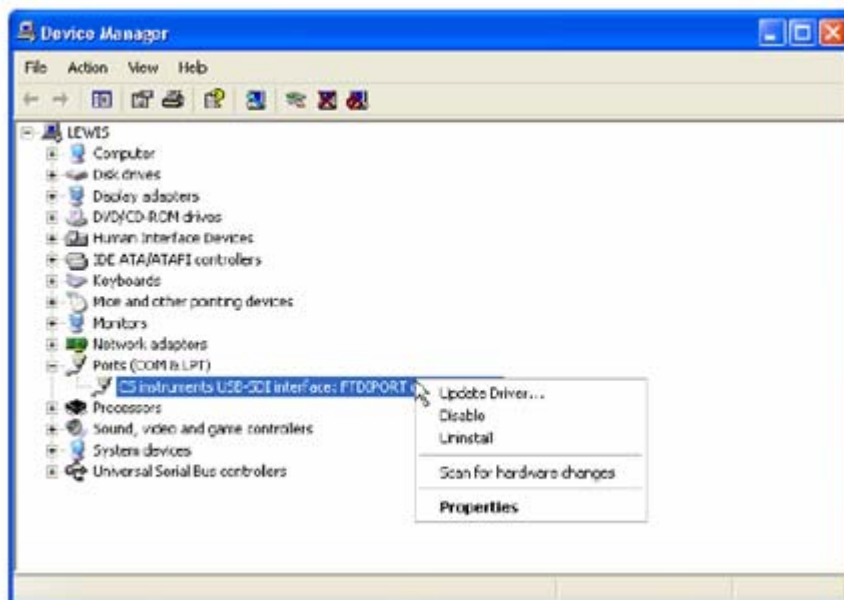 Device Manager
File Action View Help
LEWIS
Computer
Disk drives
Display adapters
DVD/CD-ROM drives
Human Interface Devices
IDE ATA/ATAPI controllers
Keyboards
Mice and other pointing devices
Monitors
Network adapters
Ports (COM & LPT)
CS instruments USB-SDI interface: FTDIPORT
Update Driver...
Disable
Uninstall
Scan for hardware changes
Properties
Processors
Sound, video and game controllers
System devices
Universal Serial Bus controllers